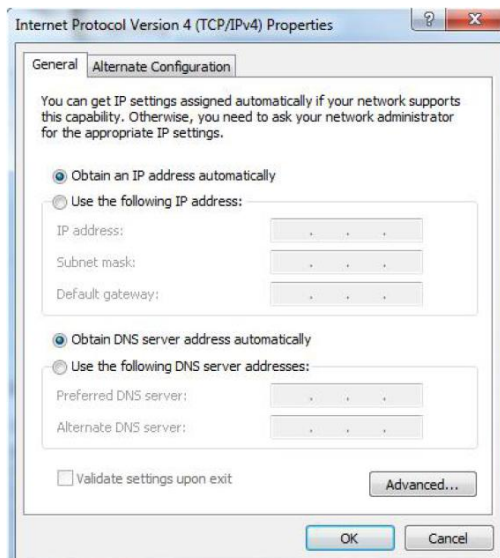 Internet Protocol Version 4 (TCP/IPv4) Properties
?
General
Alternate Configuration
You can get IP settings assigned automatically if your network supports
this capability. Otherwise, you need to ask your network administrator
for the appropriate IP settings.
Obtain an IP address automatically
Use the following IP address:
IP address:
Subnet mask:
Default gateway:
Obtain DNS server address automatically
Use the following DNS server addresses:
Preferred DNS server:
Alternate DNS server:
Validate settings upon exit
Advanced...
OK
Cancel